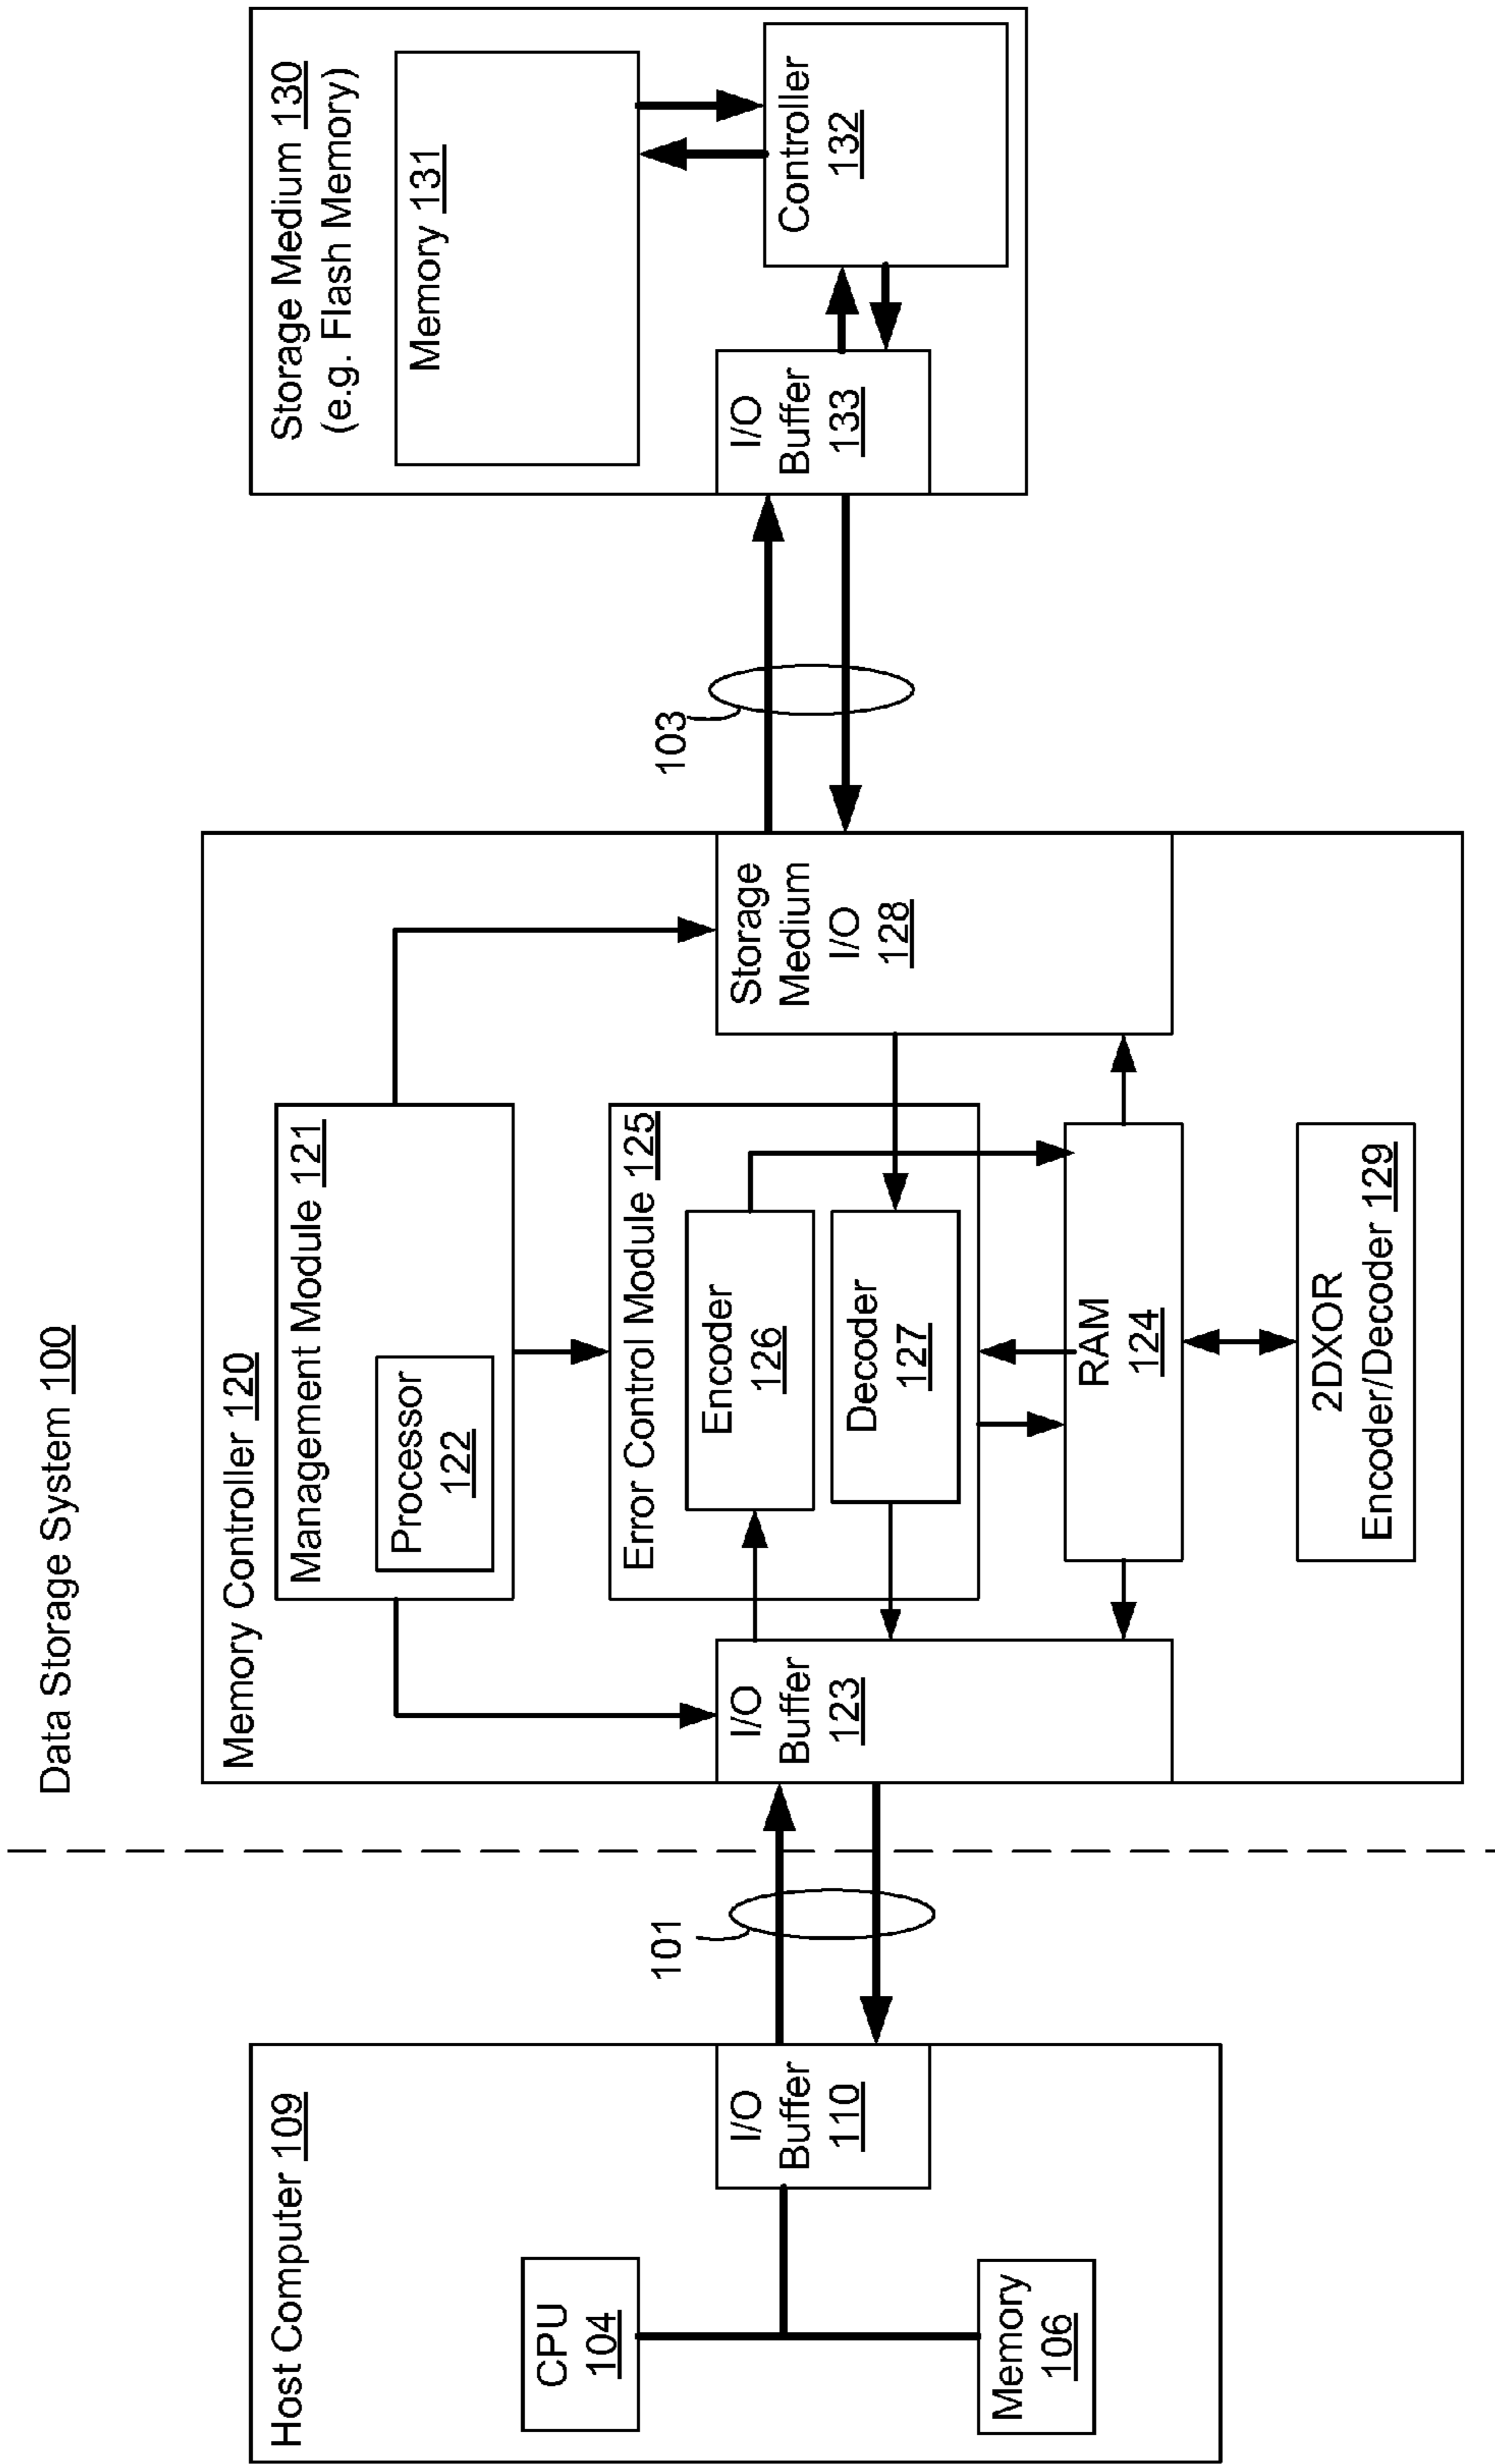 Data Storage System 100
Host Computer 109
CPU
104
Memory
106
I/O
Buffer
110
101
Memory Controller 120
Management Module 121
Processor
122
I/O
Buffer
123
Error Control Module 125
Encoder
126
Decoder
127
RAM
124
2DXOR
Encoder/Decoder 129
Storage
Medium
I/O
128
103
Storage Medium 130
(e.g. Flash Memory)
Memory 131
I/O
Buffer
133
Controller
132